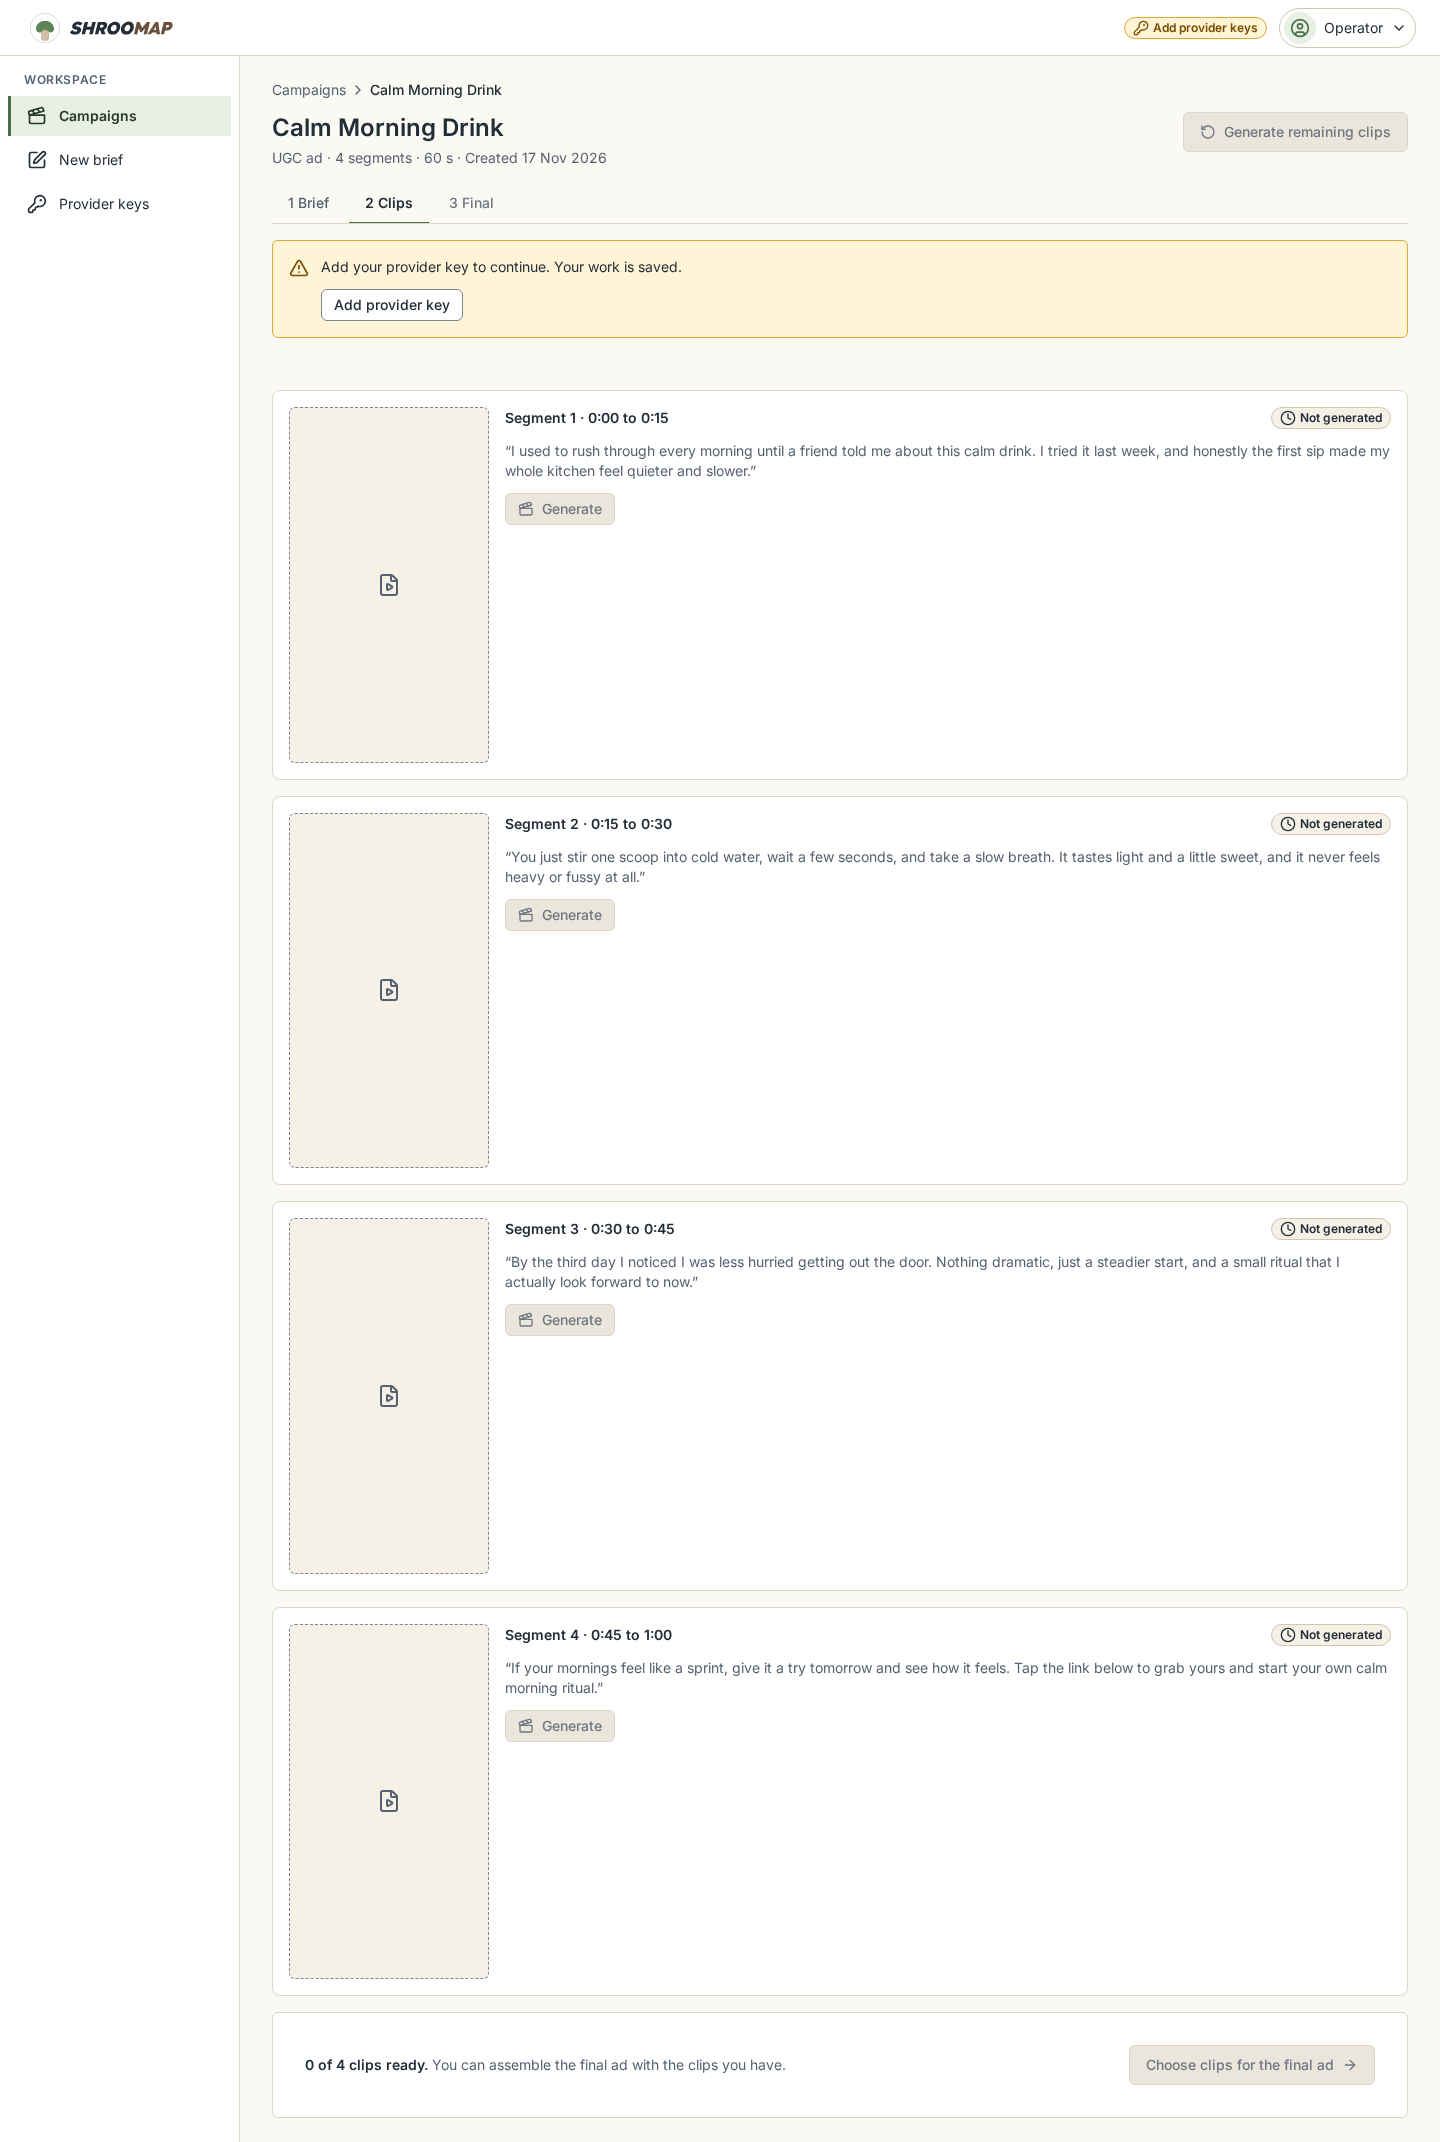 SHROOMAP
Add provider keys
Operator
WORKSPACE
Campaigns
New brief
Provider keys
Campaigns > Calm Morning Drink
Calm Morning Drink
Generate remaining clips
UGC ad · 4 segments · 60 s · Created 17 Nov 2026
1 Brief
2 Clips
3 Final
Add your provider key to continue. Your work is saved.
Add provider key
Segment 1 · 0:00 to 0:15
Not generated
“I used to rush through every morning until a friend told me about this calm drink. I tried it last week, and honestly the first sip made my
whole kitchen feel quieter and slower.”
Generate
Segment 2 · 0:15 to 0:30
Not generated
“You just stir one scoop into cold water, wait a few seconds, and take a slow breath. It tastes light and a little sweet, and it never feels
heavy or fussy at all.”
Generate
Segment 3 · 0:30 to 0:45
Not generated
“By the third day I noticed I was less hurried getting out the door. Nothing dramatic, just a steadier start, and a small ritual that I
actually look forward to now.”
Generate
Segment 4 · 0:45 to 1:00
Not generated
“If your mornings feel like a sprint, give it a try tomorrow and see how it feels. Tap the link below to grab yours and start your own calm
morning ritual.”
Generate
0 of 4 clips ready. You can assemble the final ad with the clips you have.
Choose clips for the final ad